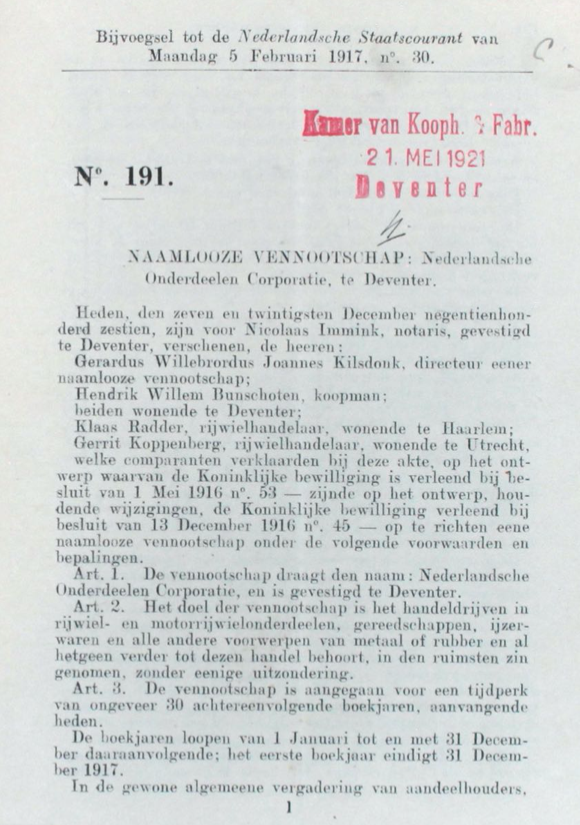 Bijvoegsel tot de Nederlandsche Staatscourant van
Maandag 5 Februari 1917, nº. 30.
Kamer van Kooph. & Fabr.
21. MEI 1921
Deventer
Nº. 191.
NAAMLOOZE VENNOOTSCHAP: Nederlandsche
Onderdeelen Corporatie, te Deventer.
Heden, den zeven en twintigsten December negentienhon-
derd zestien, zijn voor Nicolaas Immink, notaris, gevestigd
te Deventer, verschenen, de heeren:
Gerardus Willebrordus Joannes Kilsdonk, directeur eener
naamlooze vennootschap;
Hendrik Willem Bunschoten, koopman;
beiden wonende te Deventer;
Klaas Radder, rijwielhandelaar, wonende te Haarlem;
Gerrit Koppenberg, rijwielhandelaar, wonende te Utrecht,
welke comparanten verklaarden bij deze akte, op het ont-
werp waarvan de Koninklijke bewilliging is verleend bij be-
sluit van 1 Mei 1916 nº. 53 — zijnde op het ontwerp, hou-
dende wijzigingen, de Koninklijke bewilliging verleend bij
besluit van 13 December 1916 nº. 45 — op te richten eene
naamlooze vennootschap onder de volgende voorwaarden en
bepalingen.
Art. 1. De vennootschap draagt den naam: Nederlandsche
Onderdeelen Corporatie, en is gevestigd te Deventer.
Art. 2. Het doel der vennootschap is het handeldrijven in
rijwiel- en motorrijwielonderdeelen, gereedschappen, ijzer-
waren en alle andere voorwerpen van metaal of rubber en al
hetgeen verder tot dezen handel behoort, in den ruimsten zin
genomen, zonder eenige uitzondering.
Art. 3. De vennootschap is aangegaan voor een tijdperk
van ongeveer 30 achtereenvolgende boekjaren, aanvangende
heden.
De boekjaren loopen van 1 Januari tot en met 31 Decem-
ber daaraanvolgende; het eerste boekjaar eindigt 31 Decem-
ber 1917.
In de gewone algemeene vergadering van aandeelhouders,
1